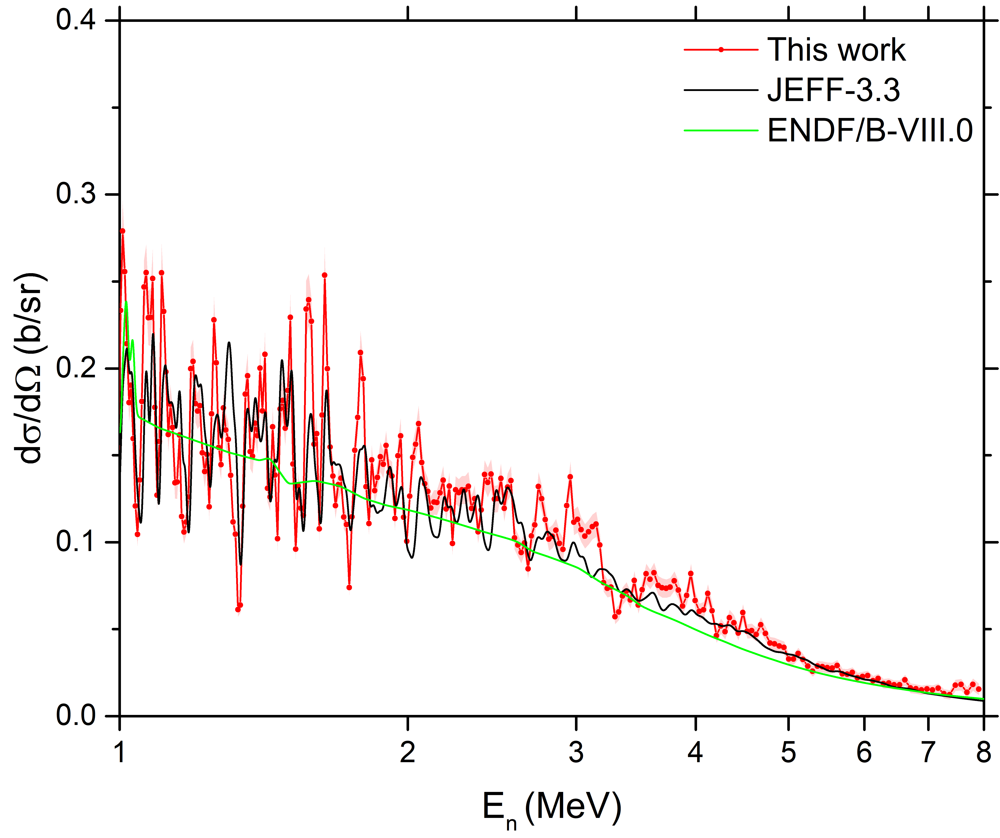 0.4
This work
JEFF-3.3
ENDF/B-VIII.0
0.3
0.2
0.1
0.0
dσ/dΩ (b/sr)
1 2 3 4 5 6 7 8
En (MeV)